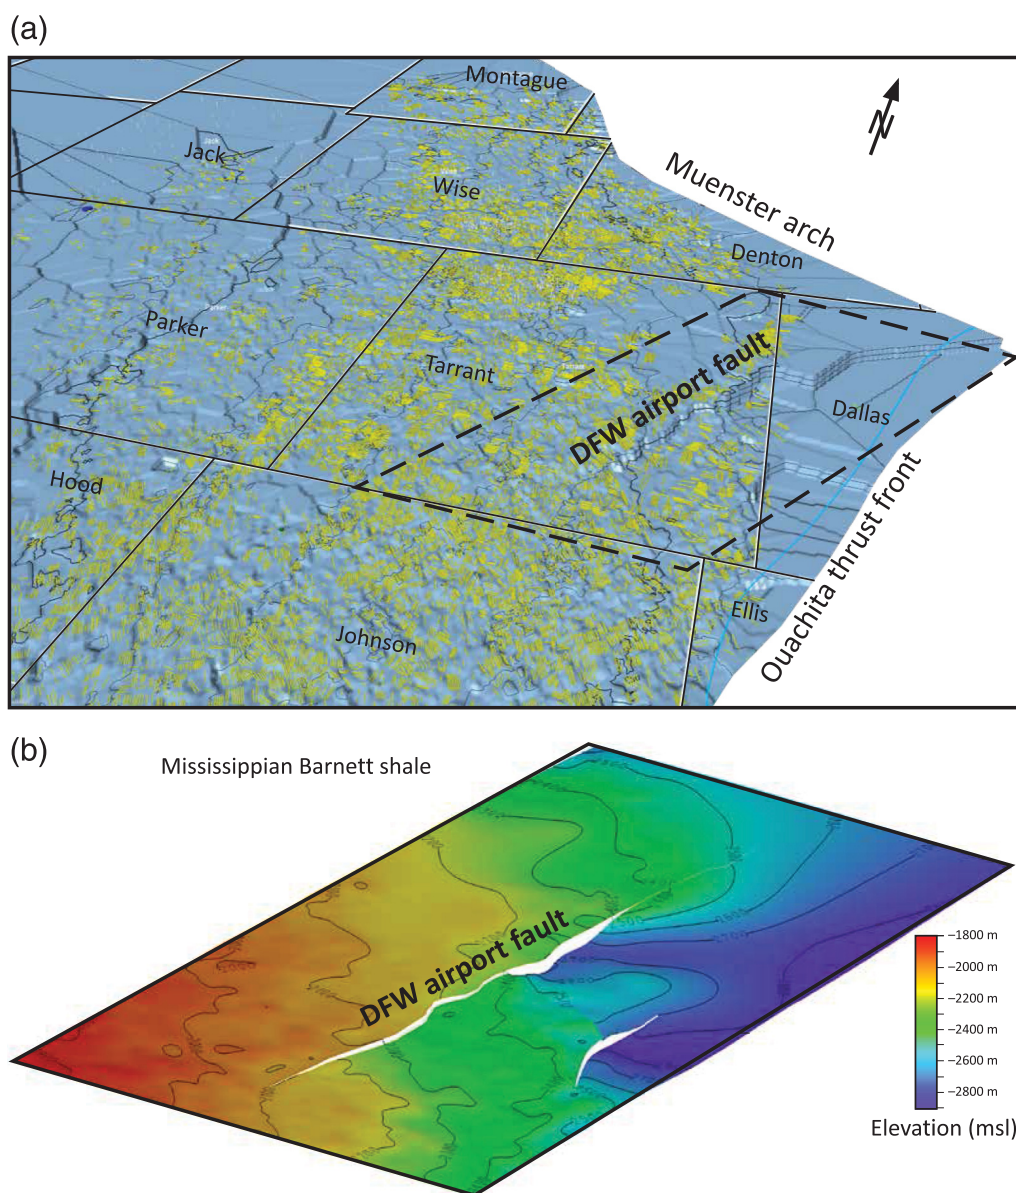 (a)
Montague
N
Jack
Muenster arch
Wise
Denton
Parker
Tarrant
DFW airport fault
Dallas
Hood
Ouachita thrust front
Ellis
Johnson
(b)
Mississippian Barnett shale
DFW airport fault
−1800 m
−2000 m
−2200 m
−2400 m
−2600 m
−2800 m
Elevation (msl)